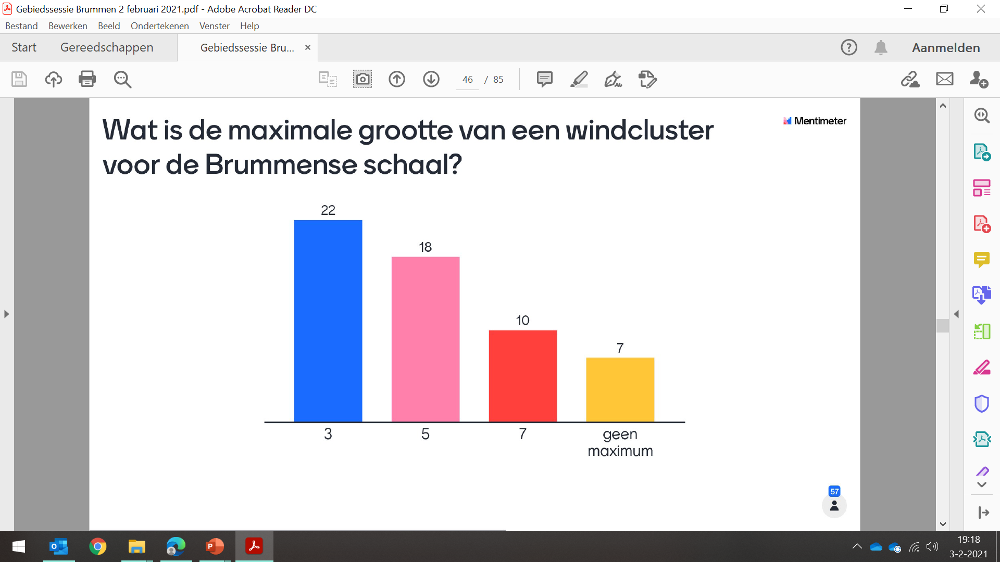 Gebiedssessie Brummen 2 februari 2021.pdf - Adobe Acrobat Reader DC
Bestand Bewerken Beeld Ondertekenen Venster Help
Start Gereedschappen Gebiedssessie Bru... × ? Aanmelden
46 / 85
Wat is de maximale grootte van een windcluster
voor de Brummense schaal?
Mentimeter
22
18
10
7
3 5 7 geen
maximum
57
19:18
3-2-2021